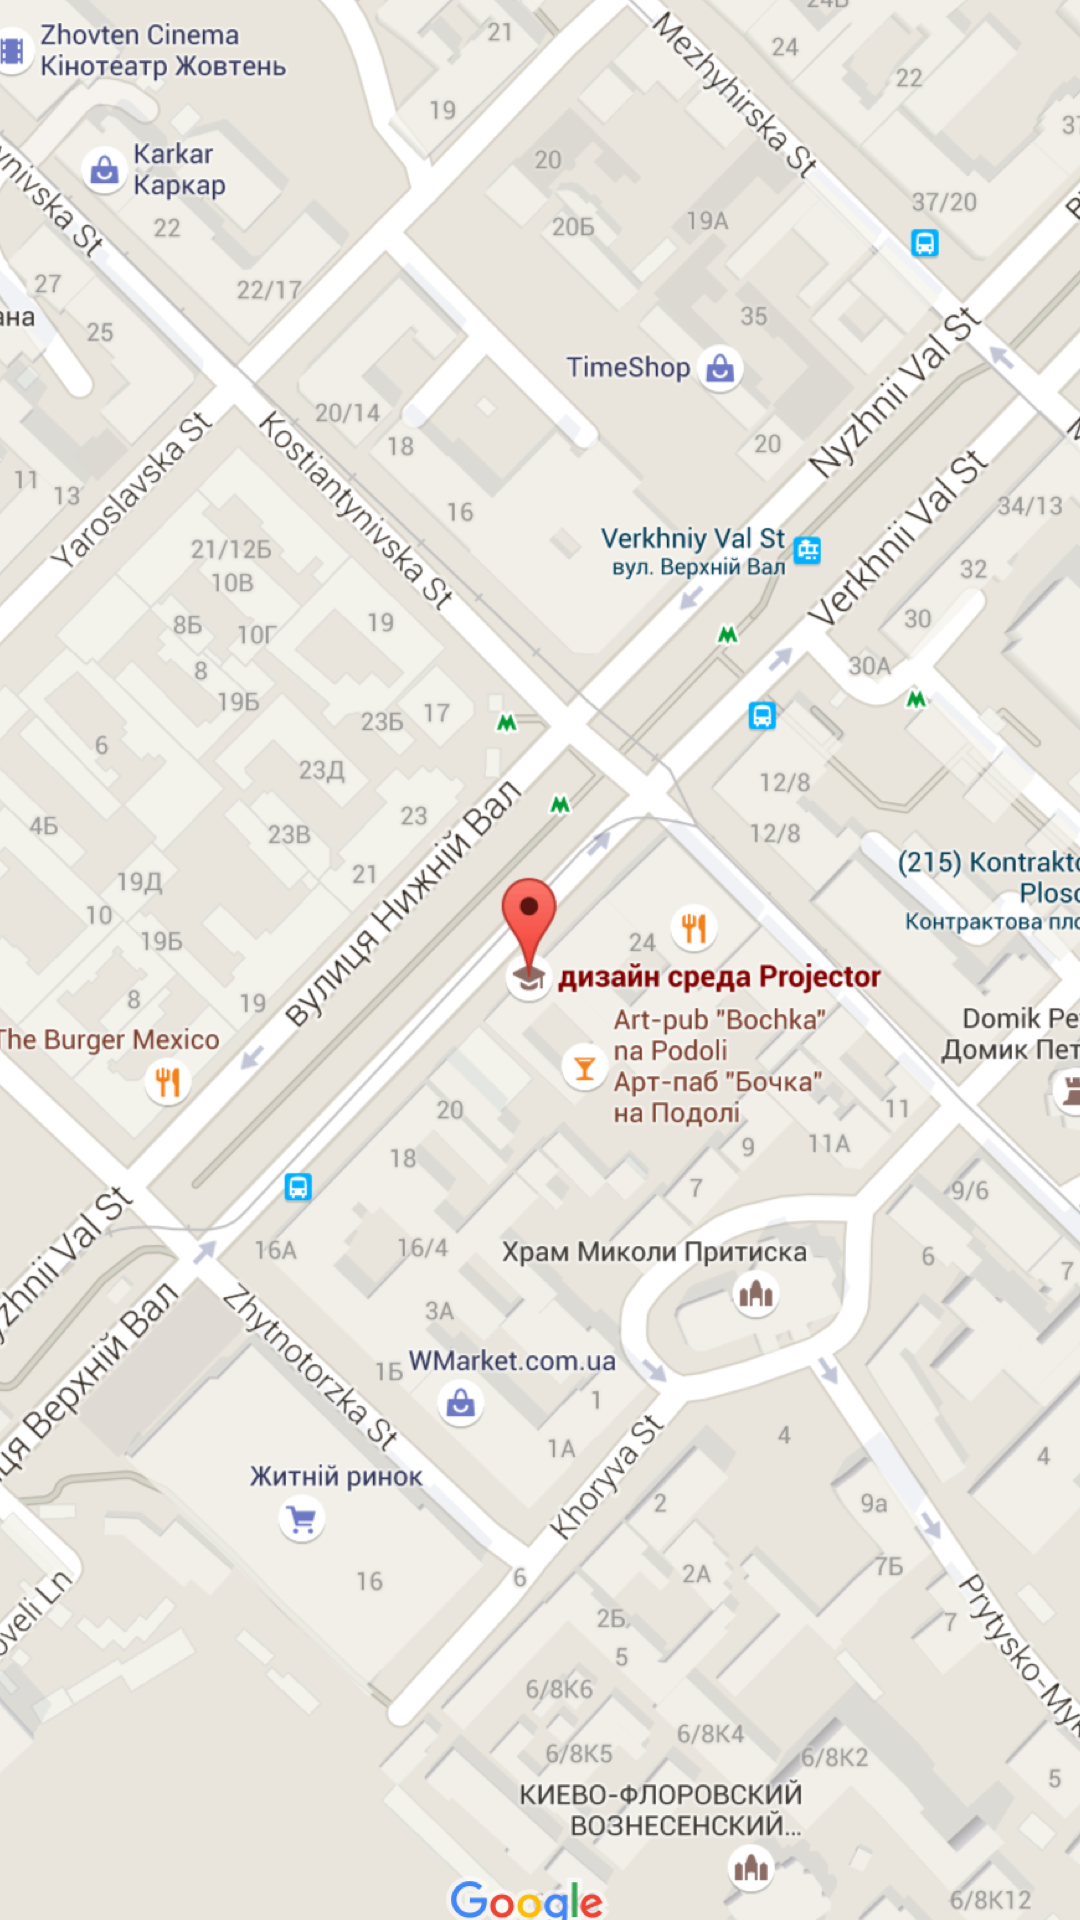 24Б
21
Zhovten Cinema
Кінотеатр Жовтень
24
22
Mezhyhirska St
19
Karkar
Каркар
20
37/20
22
20Б
19А
27
22/17
25
35
TimeShop
20/14
18
20
Nyzhnii Val St
Yaroslavska St
Kostiantynivska St
11
13
16
34/13
Verkhniy Val St
вул. Верхній Вал
Verkhnii Val St
21/12Б
10В
32
30
8Б
10Г
19
30А
8
19Б
23Б
17
6
23Д
12/8
23
12/8
4Б
23В
21
19Д
10
19Б
вулиця Нижній Вал
(215) Kontrakto
Плос
Контрактова пло
24
дизайн среда Projector
8
19
The Burger Mexico
Art-pub "Bochka"
na Podoli
Арт-паб "Бочка"
на Подолі
Domik Pe
Домик Пет
20
11
11А
9
18
7
9/6
16А
16/4
Храм Миколи Притиска
6
7
3А
Zhytnotorzka St
WMarket.com.ua
1Б
1
1А
Khoryva St
4
4
Житній ринок
2
9а
16
6
2А
7Б
2Б
7
5
Prytysko-Myk
6/8К6
6/8К4
6/8К5
6/8К2
5
КИЕВО-ФЛОРОВСКИЙ
ВОЗНЕСЕНСКИЙ...
6/8К12
Google